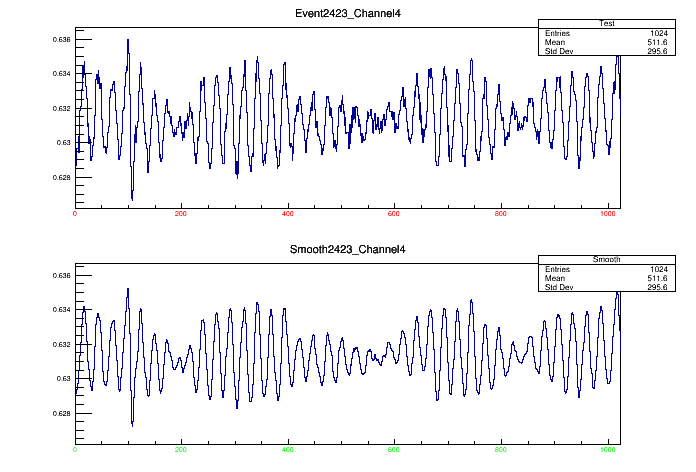 Event2423_Channel4
Test
Entries 1024
Mean 511.6
Std Dev 295.6
0.636
0.634
0.632
0.63
0.628
0 200 400 600 800 1000
Smooth2423_Channel4
Smooth
Entries 1024
Mean 511.6
Std Dev 295.6
0.636
0.634
0.632
0.63
0.628
0 200 400 600 800 1000